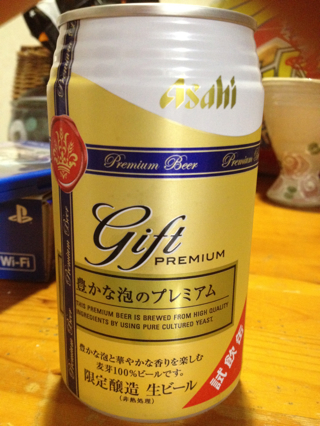 Asahi
Premium Beer
Premium
Gift
PREMIUM
豊かな泡のプレミアム
THIS PREMIUM BEER IS BREWED FROM HIGH QUALITY
INGREDIENTS BY USING PURE CULTURED YEAST.
豊かな泡と華やかな香りを楽しむ
麦芽100%ビールです。
限定醸造 生ビール
(非熱処理)
試飲缶
Premium Beer
Wi-Fi